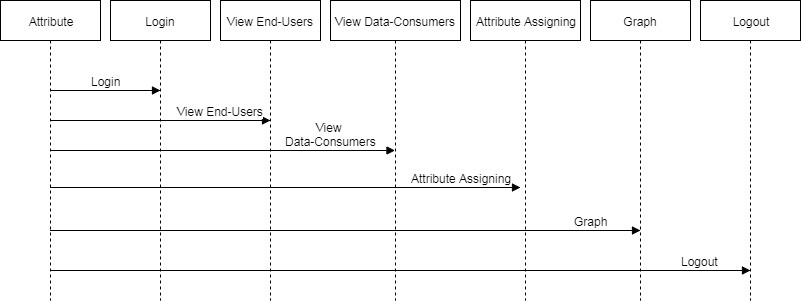 Attribute
Login
View End-Users
View Data-Consumers
Attribute Assigning
Graph
Logout
Login
View End-Users
View
Data-Consumers
Attribute Assigning
Graph
Logout